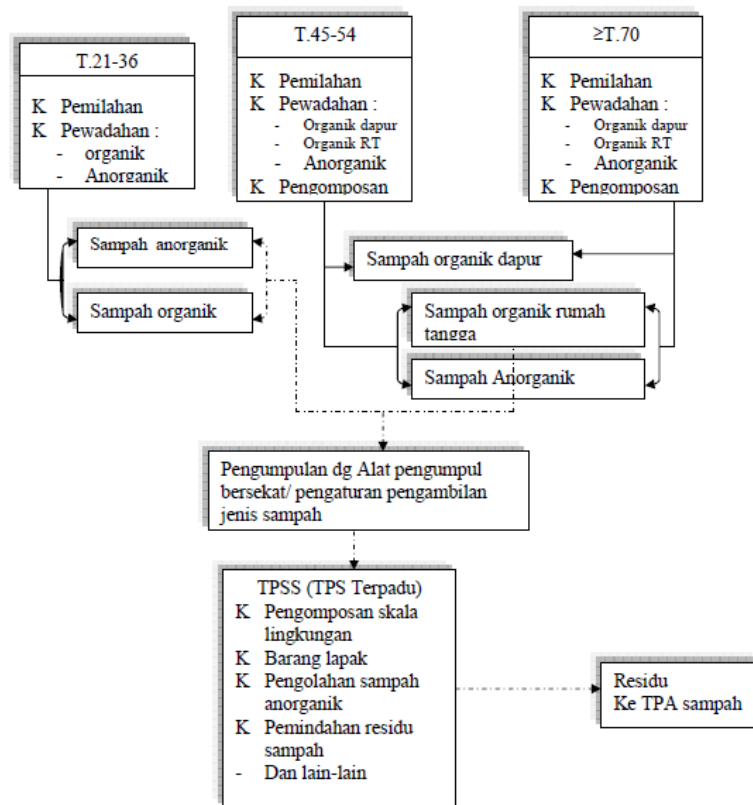 T.21-36
K Pemilahan
K Pewadahan :
- organik
- Anorganik
T.45-54
K Pemilahan
K Pewadahan :
- Organik dapur
- Organik RT
- Anorganik
K Pengomposan
≥T.70
K Pemilahan
K Pewadahan :
- Organik dapur
- Organik RT
- Anorganik
K Pengomposan
Sampah anorganik
Sampah organik
Sampah organik dapur
Sampah organik rumah
tangga
Sampah Anorganik
Pengumpulan dg Alat pengumpul
bersekat/ pengaturan pengambilan
jenis sampah
TPSS (TPS Terpadu)
K Pengomposan skala
lingkungan
K Barang lapak
K Pengolahan sampah
anorganik
K Pemindahan residu
sampah
- Dan lain-lain
Residu
Ke TPA sampah